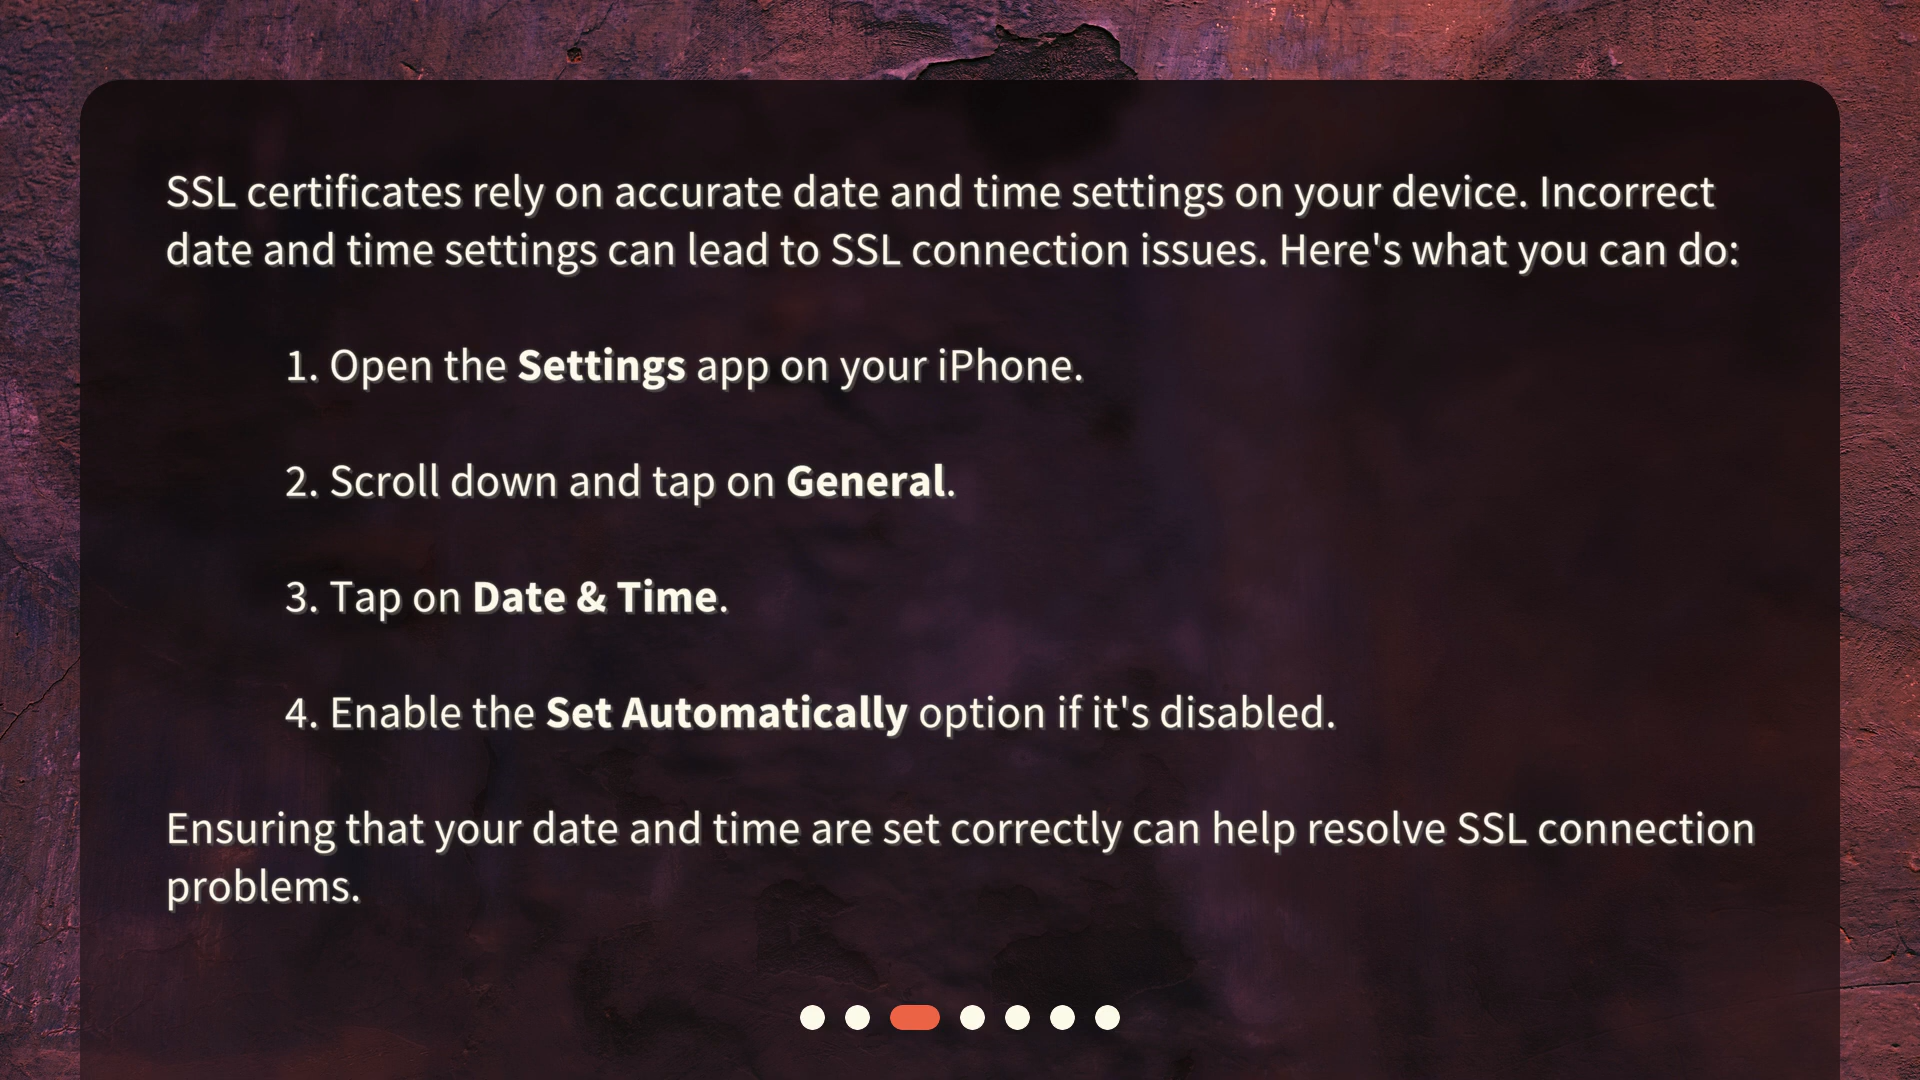 SSL certificates rely on accurate date and time settings on your device. Incorrect
date and time settings can lead to SSL connection issues. Here's what you can do:
1. Open the Settings app on your iPhone.
2. Scroll down and tap on General.
3. Tap on Date & Time.
4. Enable the Set Automatically option if it's disabled.
Ensuring that your date and time are set correctly can help resolve SSL connection
problems.